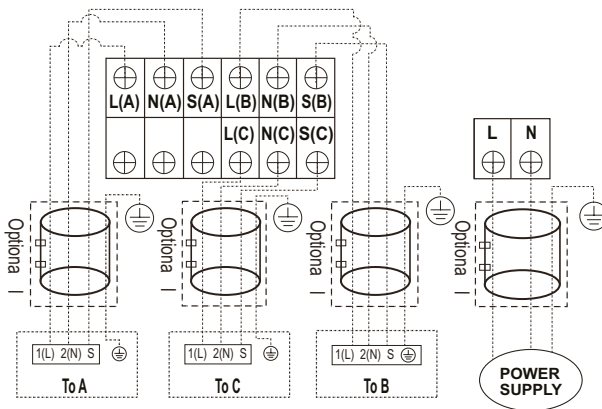 L(A) N(A) S(A) L(B) N(B) S(B)
L(C) N(C) S(C)
L N
Optiona l
Optiona l
Optiona l
Optiona l
1(L) 2(N) S
To A
1(L) 2(N) S
To C
1(L) 2(N) S
To B
POWER
SUPPLY